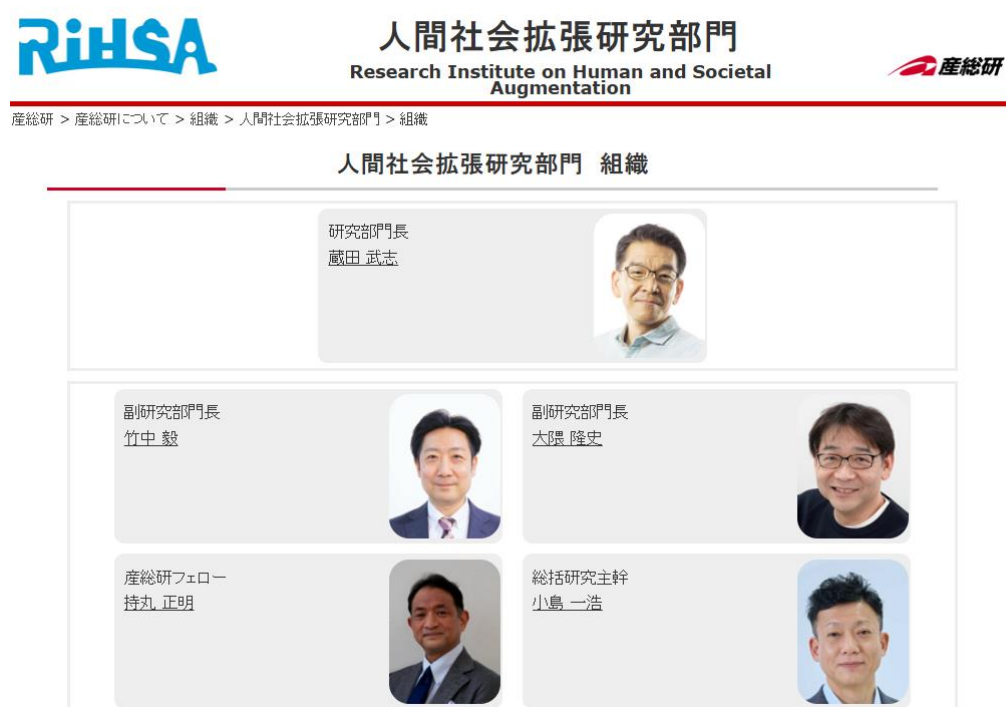 RiHSA
人間社会拡張研究部門
Research Institute on Human and Societal
Augmentation
産総研
産総研 > 産総研について > 組織 > 人間社会拡張研究部門 > 組織
人間社会拡張研究部門 組織
研究部門長
蔵田 武志
副研究部門長
竹中 毅
副研究部門長
大隈 隆史
産総研フェロー
持丸 正明
総括研究主幹
小島 一浩